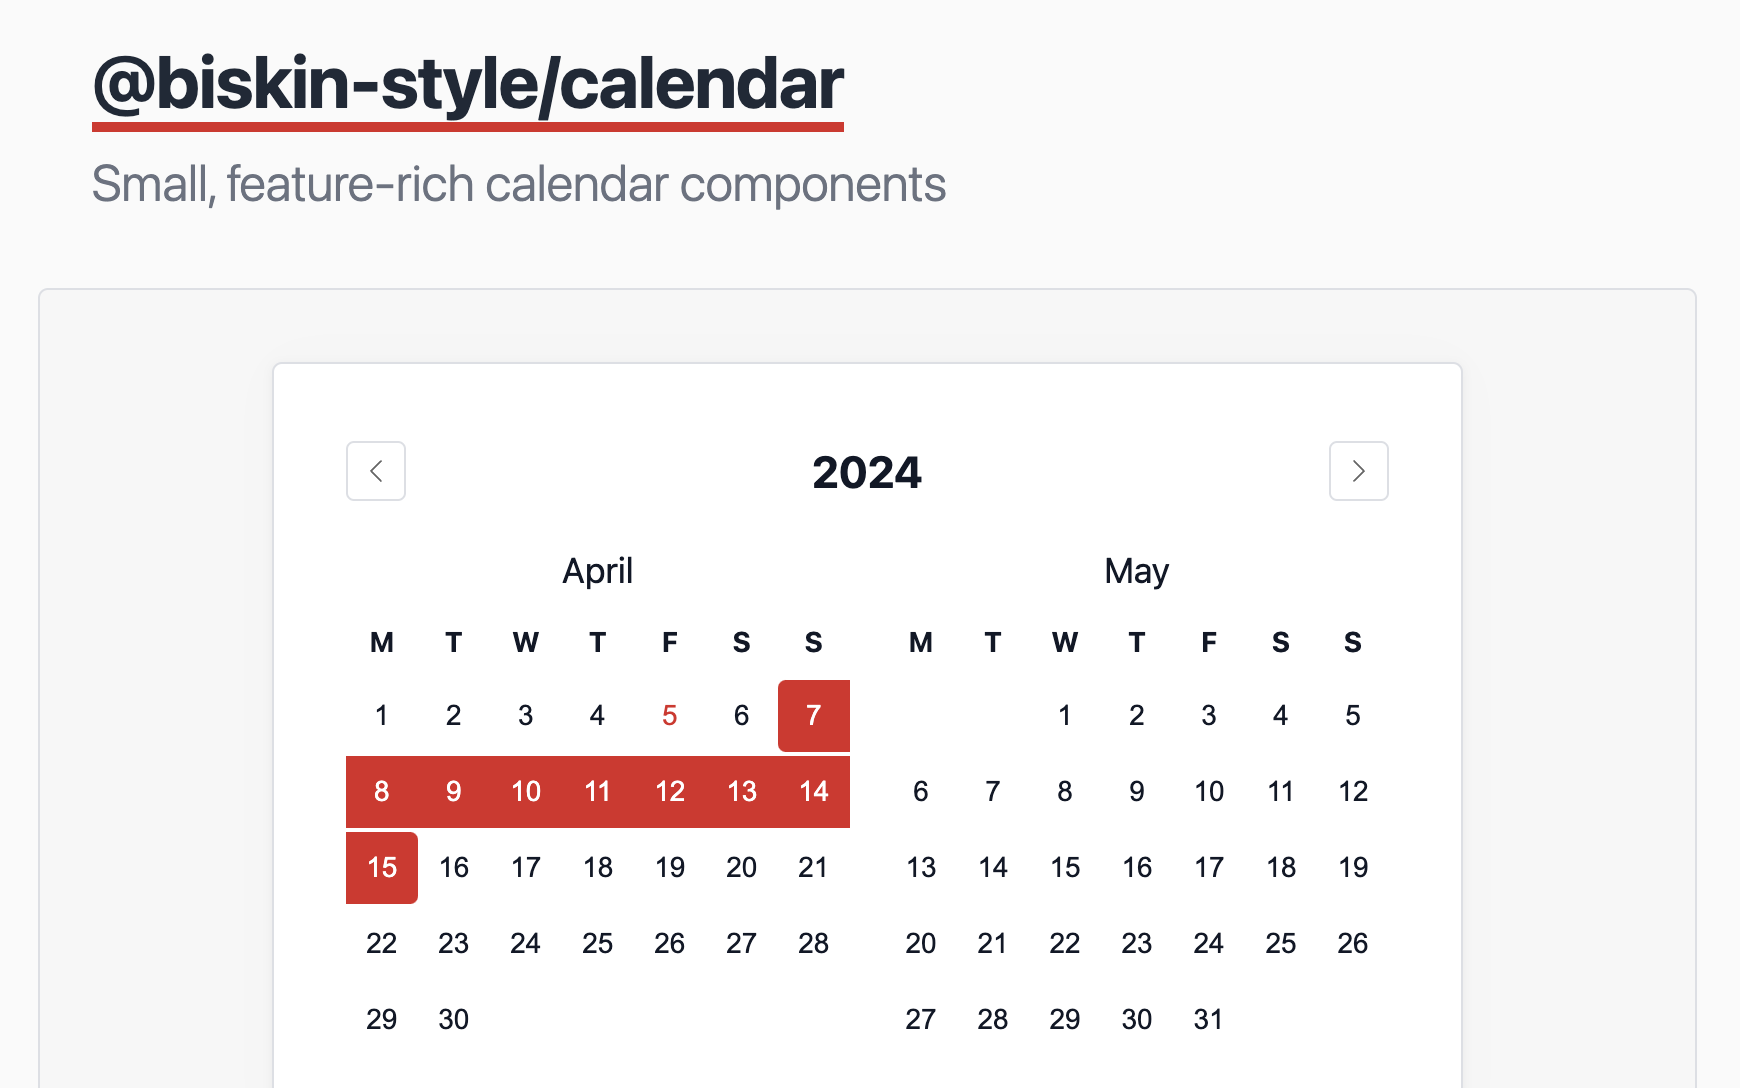 @biskin-style/calendar
Small, feature-rich calendar components
2024
April
M T W T F S S
1 2 3 4 5 6 7
8 9 10 11 12 13 14
15 16 17 18 19 20 21
22 23 24 25 26 27 28
29 30
May
M T W T F S S
1 2 3 4 5
6 7 8 9 10 11 12
13 14 15 16 17 18 19
20 21 22 23 24 25 26
27 28 29 30 31